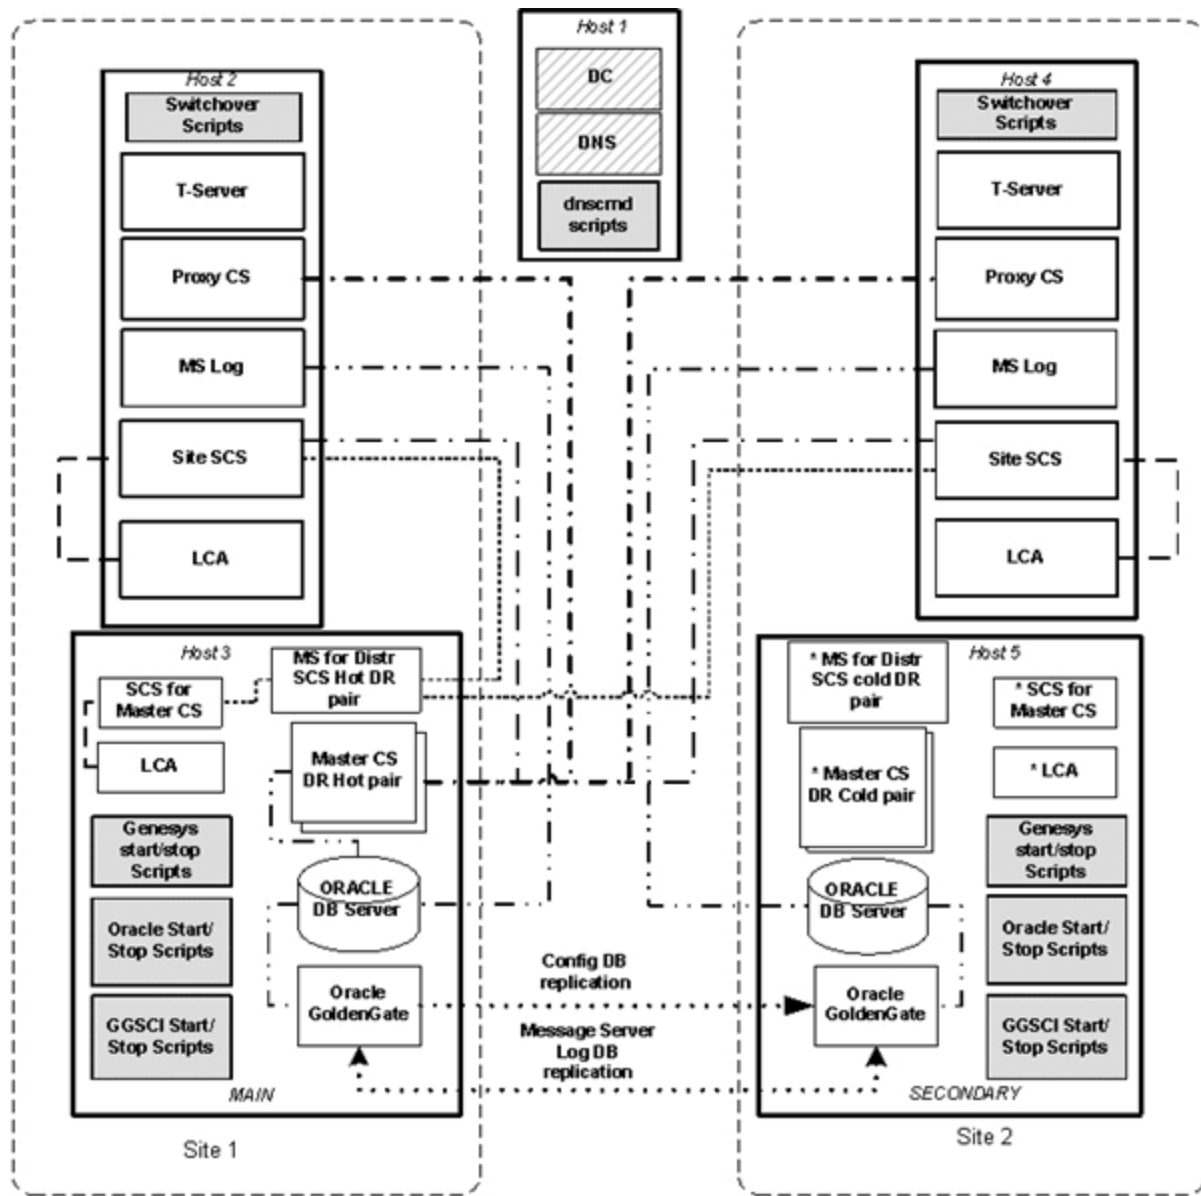 Host 1
DC
DNS
dnscmd
scripts
Host 2
Switchover
Scripts
T-Server
Proxy CS
MS Log
Site SCS
LCA
Host 4
Switchover
Scripts
T-Server
Proxy CS
MS Log
Site SCS
LCA
Host 3
SCS for
Master CS
MS for Distr
SCS Hot DR
pair
LCA
Master CS
DR Hot pair
Genesys
start/stop
Scripts
ORACLE
DB Server
Oracle Start/
Stop Scripts
Oracle
GoldenGate
GGSCI Start/
Stop Scripts
MAIN
Site 1
Config DB
replication
Message Server
Log DB
replication
Host 5
* MS for Distr
SCS cold DR
pair
* SCS for
Master CS
* Master CS
DR Cold pair
* LCA
Genesys
start/stop
Scripts
ORACLE
DB Server
Oracle Start/
Stop Scripts
Oracle
GoldenGate
GGSCI Start/
Stop Scripts
SECONDARY
Site 2